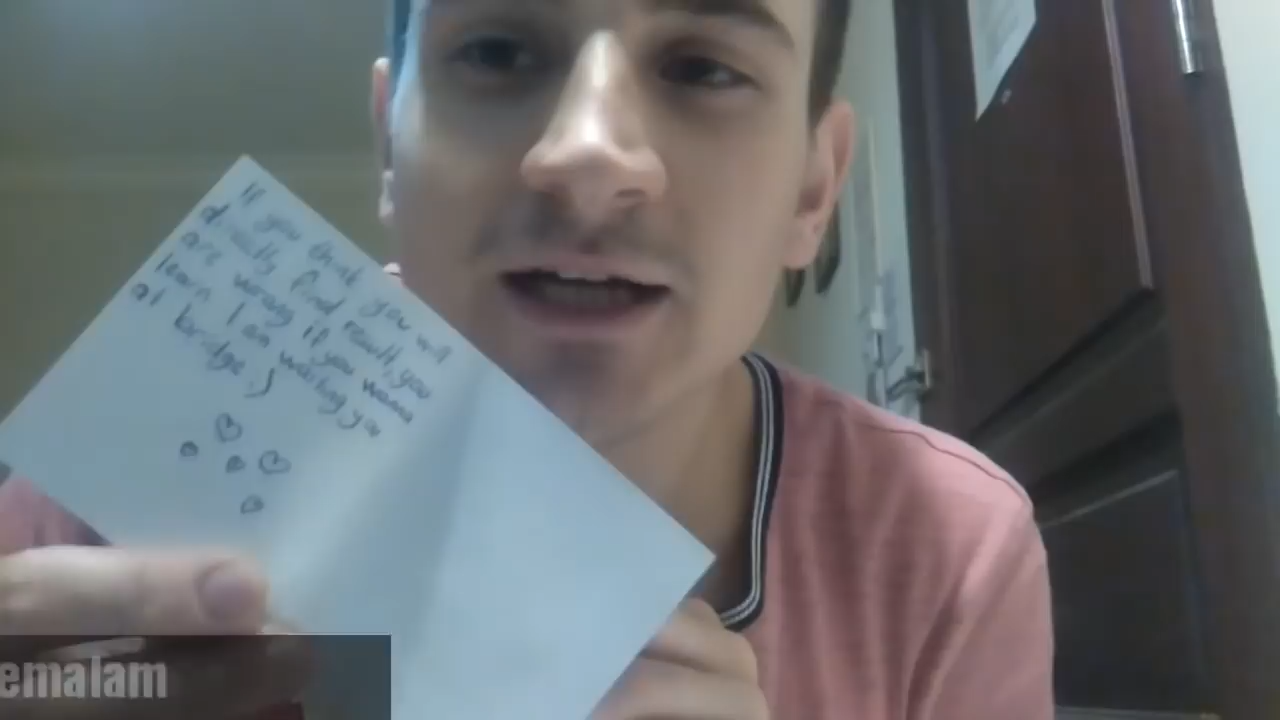 If you think you will
really find result, you
are wrong if you wanna
learn I am waiting you
at bridge :)
emalam